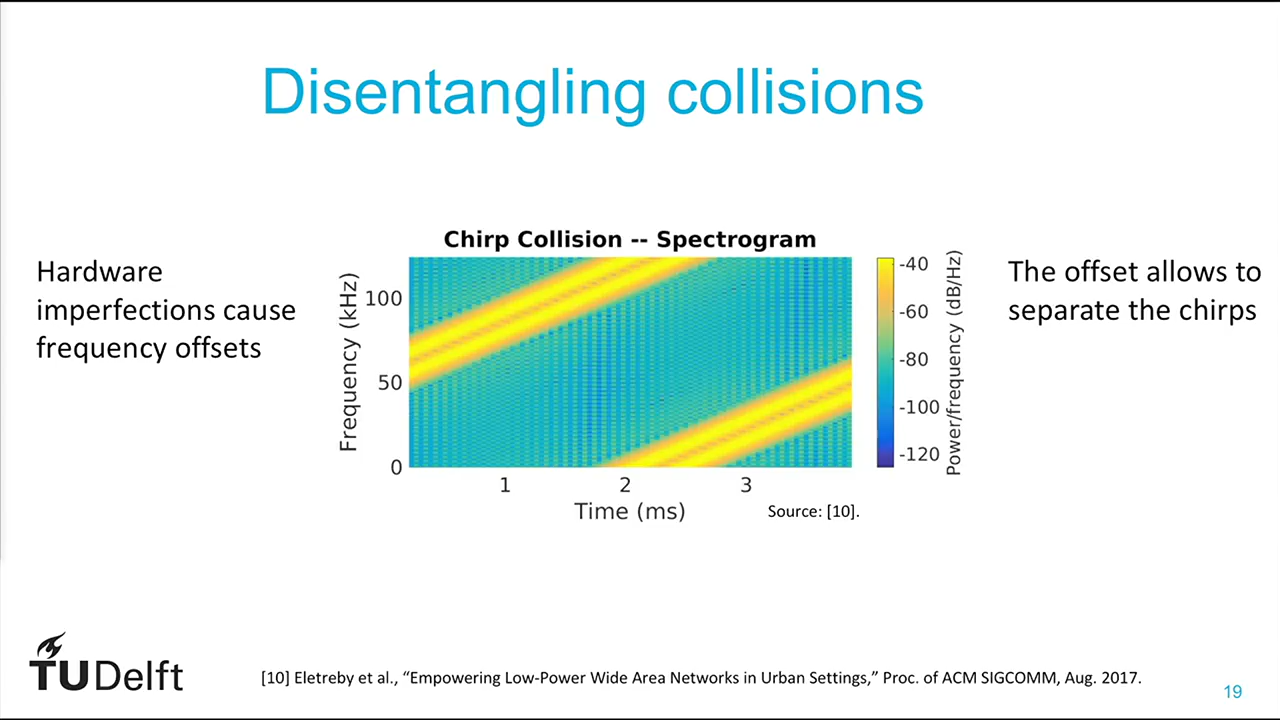 Disentangling collisions
Hardware
imperfections cause
frequency offsets
Chirp Collision -- Spectrogram
Frequency (kHz)
100
50
0
1
2
3
Time (ms)
-40
-60
-80
-100
-120
Power/frequency (dB/Hz)
Source: [10].
The offset allows to
separate the chirps
TU Delft
[10] Eletreby et al., “Empowering Low-Power Wide Area Networks in Urban Settings,” Proc. of ACM SIGCOMM, Aug. 2017.
19